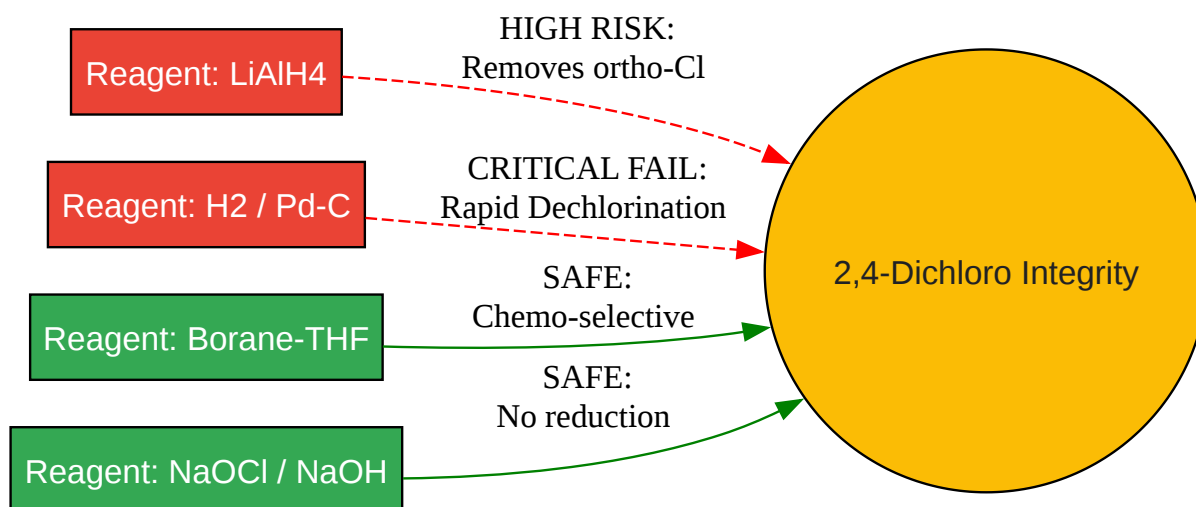 HIGH RISK:
Removes ortho-Cl
Reagent: LiAlH4
CRITICAL FAIL:
Rapid Dechlorination
Reagent: H2 / Pd-C
2,4-Dichloro Integrity
SAFE:
Chemo-selective
Reagent: Borane-THF
SAFE:
No reduction
Reagent: NaOCl / NaOH